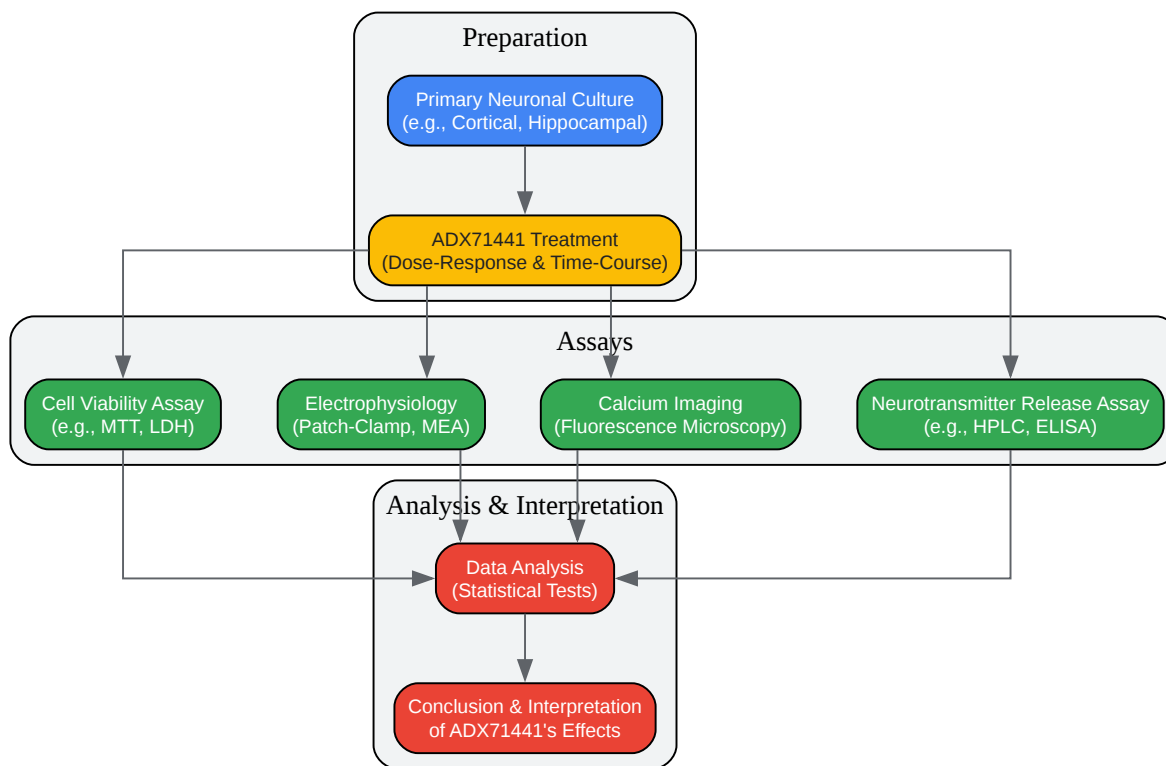 Preparation
Primary Neuronal Culture
(e.g., Cortical, Hippocampal)
ADX71441 Treatment
(Dose-Response & Time-Course)
Assays
Cell Viability Assay
(e.g., MTT, LDH)
Electrophysiology
(Patch-Clamp, MEA)
Calcium Imaging
(Fluorescence Microscopy)
Neurotransmitter Release Assay
(e.g., HPLC, ELISA)
Analysis & Interpretation
Data Analysis
(Statistical Tests)
Conclusion & Interpretation
of ADX71441's Effects